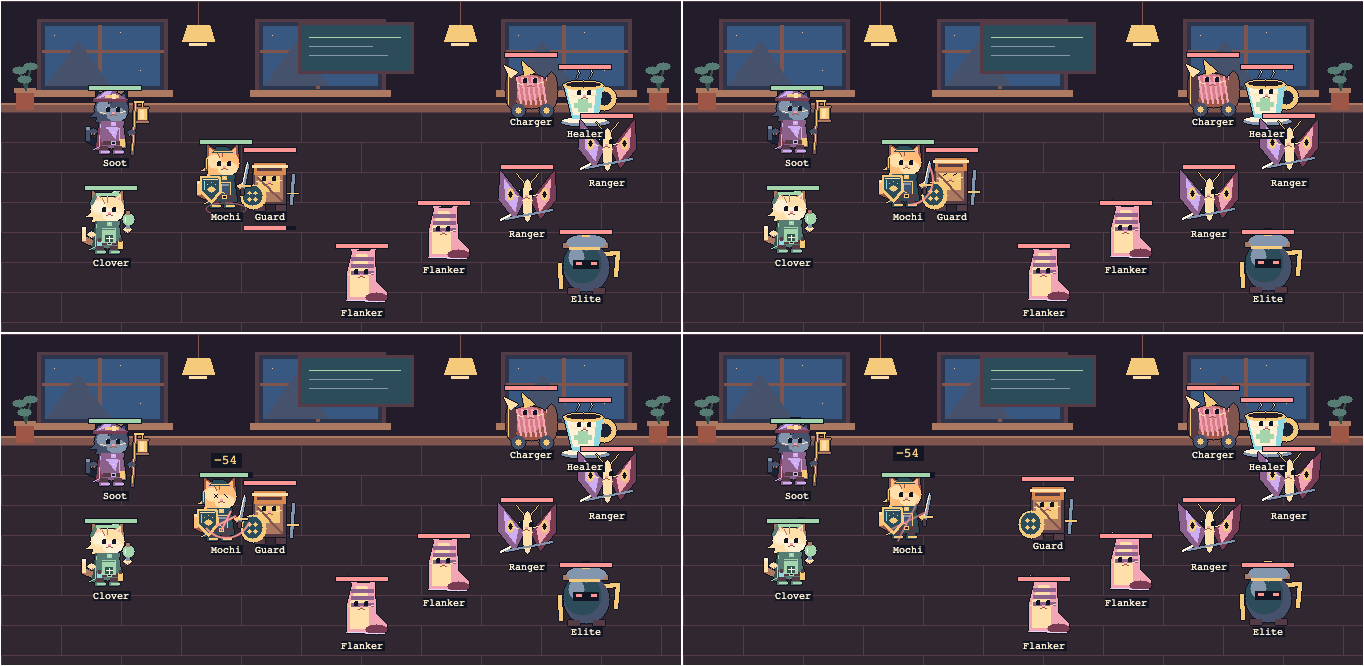 Charger
Healer
Soot
Ranger
Mochi
Guard
Ranger
Clover
Flanker
Elite
Flanker
Charger
Healer
Soot
Ranger
Mochi
Guard
Ranger
Clover
Flanker
Elite
Flanker
Charger
-54
Healer
Soot
Ranger
Mochi
Guard
Ranger
Clover
Flanker
Elite
Flanker
Charger
-54
Healer
Soot
Ranger
Mochi
Guard
Ranger
Clover
Flanker
Elite
Flanker